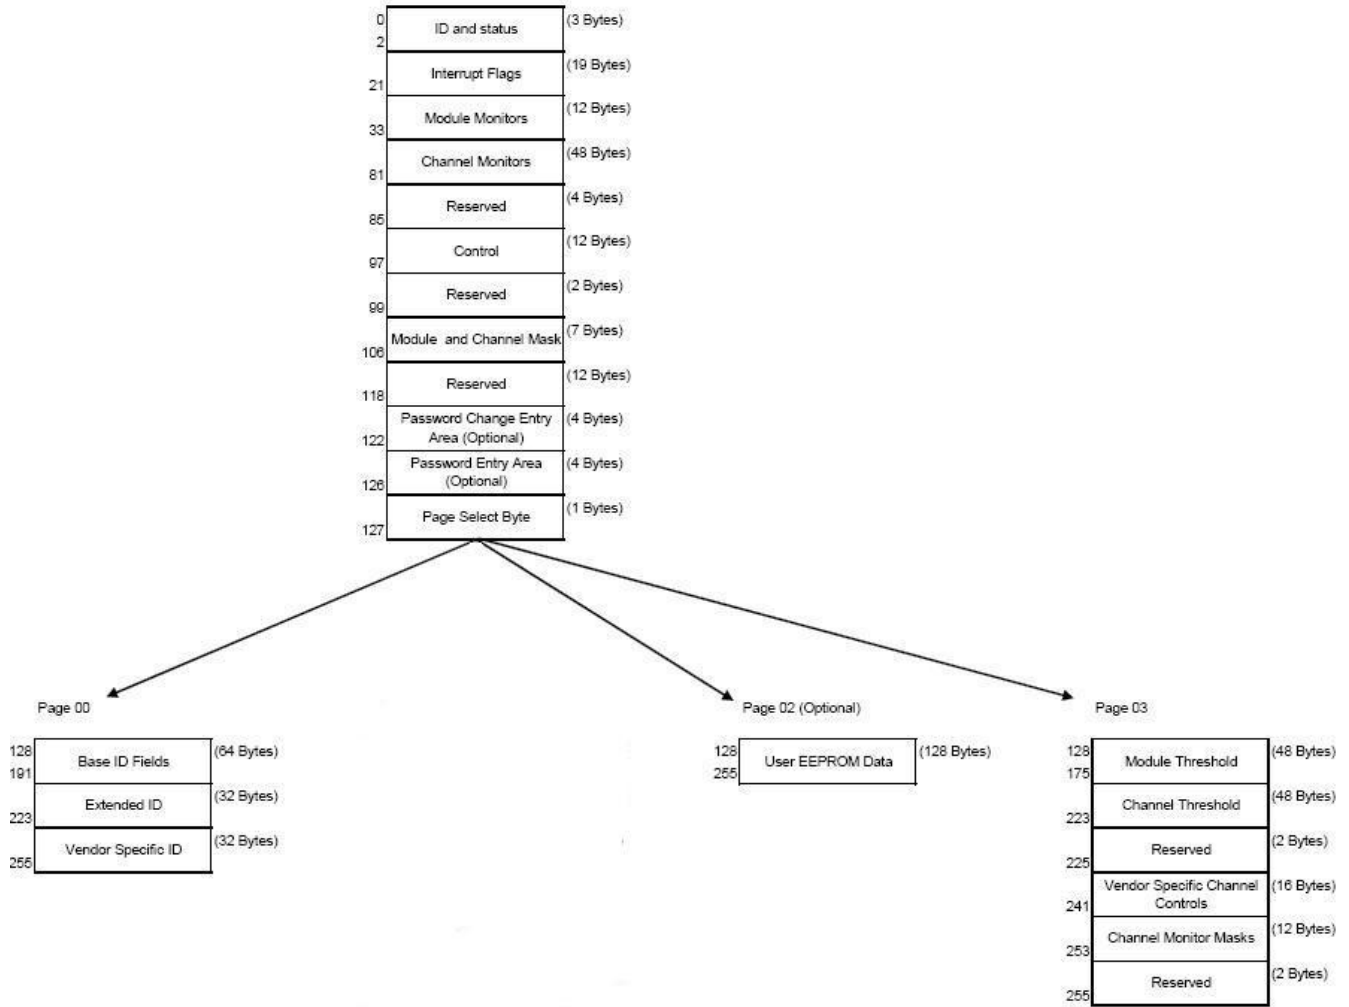 0
ID and status
(3 Bytes)
2
Interrupt Flags
(19 Bytes)
21
Module Monitors
(12 Bytes)
33
Channel Monitors
(48 Bytes)
81
Reserved
(4 Bytes)
85
Control
(12 Bytes)
97
Reserved
(2 Bytes)
99
Module and Channel Mask
(7 Bytes)
106
Reserved
(12 Bytes)
118
Password Change Entry
Area (Optional)
(4 Bytes)
122
Password Entry Area
(Optional)
(4 Bytes)
126
Page Select Byte
(1 Bytes)
127
Page 00
128
Base ID Fields
(64 Bytes)
191
Extended ID
(32 Bytes)
223
Vendor Specific ID
(32 Bytes)
255
Page 02 (Optional)
128
User EEPROM Data
(128 Bytes)
255
Page 03
128
Module Threshold
(48 Bytes)
175
Channel Threshold
(48 Bytes)
223
Reserved
(2 Bytes)
225
Vendor Specific Channel
Controls
(16 Bytes)
241
Channel Monitor Masks
(12 Bytes)
253
Reserved
(2 Bytes)
255